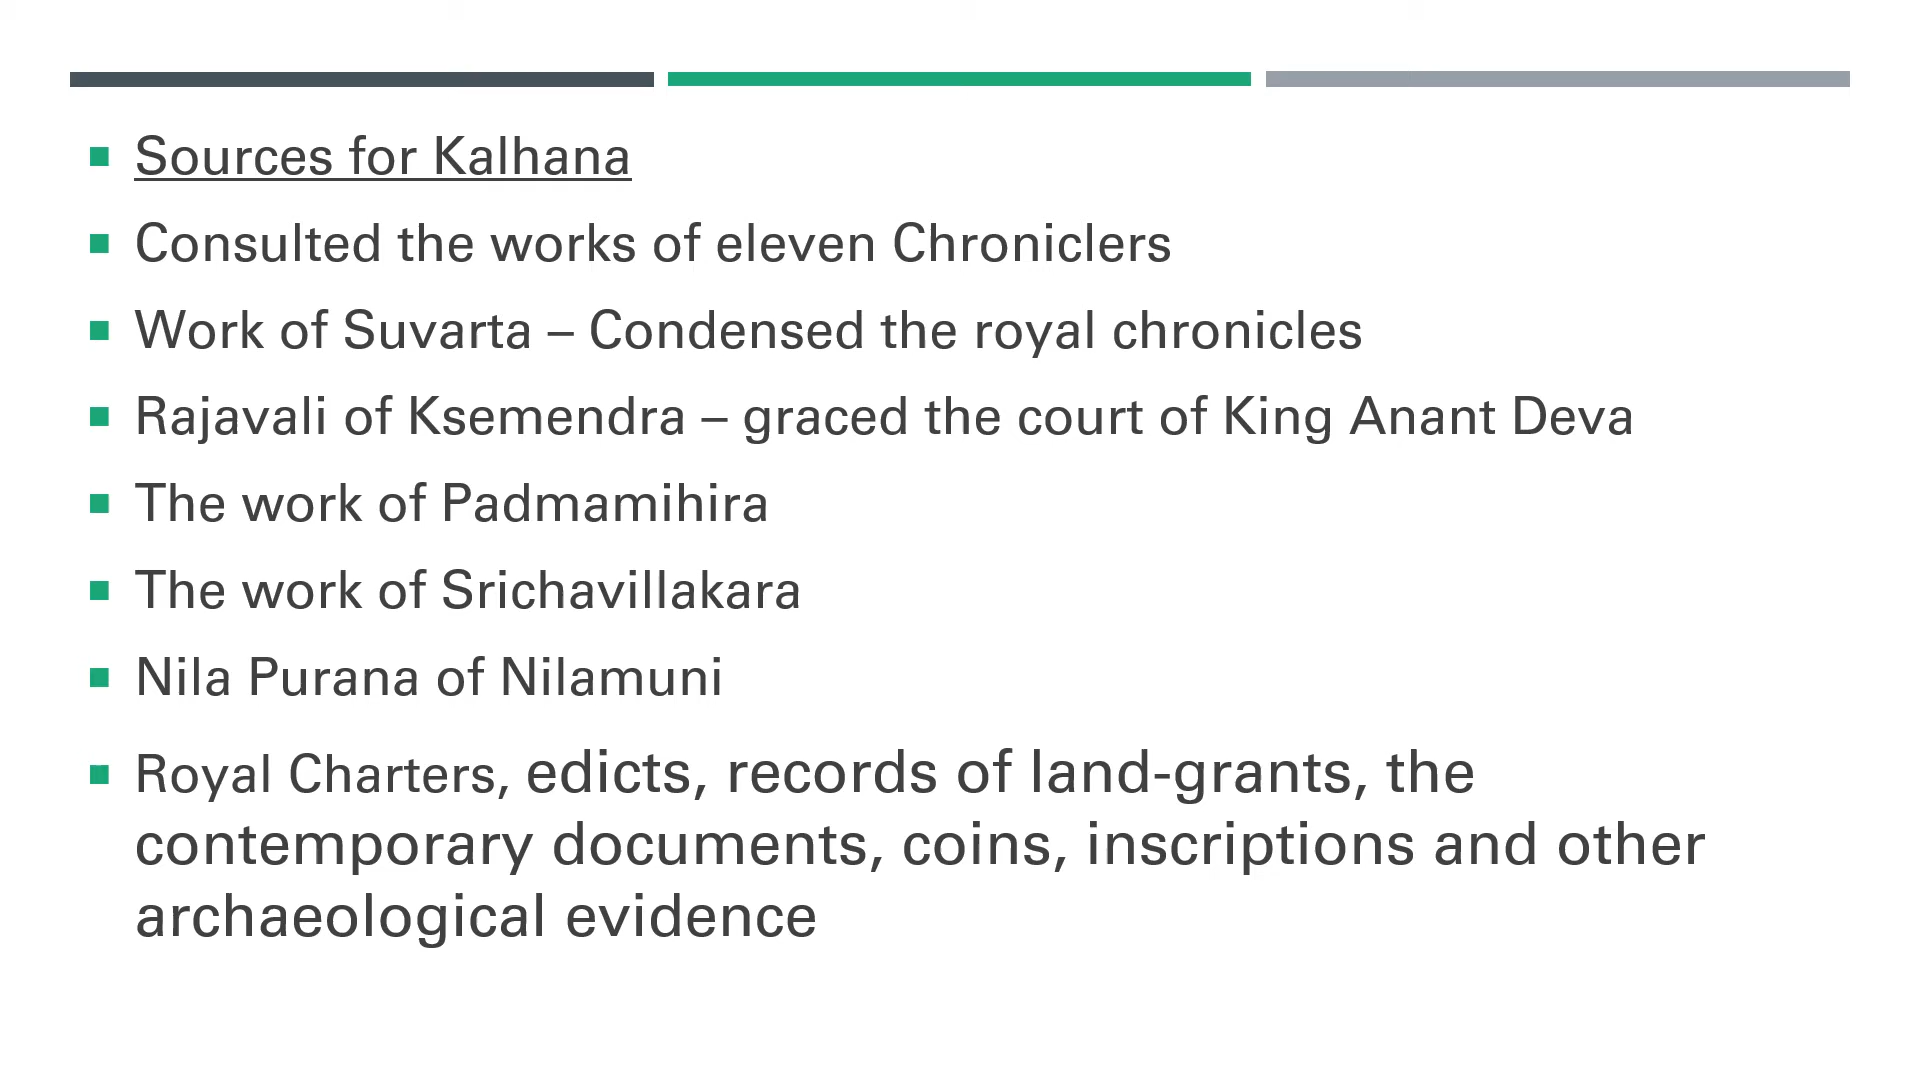 Sources for Kalhana
Consulted the works of eleven Chroniclers
Work of Suvarta – Condensed the royal chronicles
Rajavali of Ksemendra – graced the court of King Anant Deva
The work of Padmamihira
The work of Srichavillakara
Nila Purana of Nilamuni
Royal Charters, edicts, records of land-grants, the
contemporary documents, coins, inscriptions and other
archaeological evidence